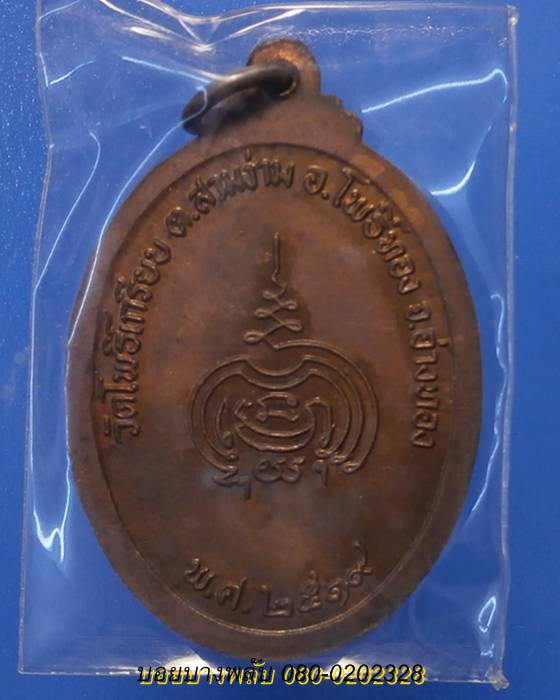 วัดโพธิ์เกรียบ ต.สามง่าม อ.โพธิ์ทอง จ.อ่างทอง
พ.ศ.๒๕๑๙
บอยบางพลับ 080-0202328